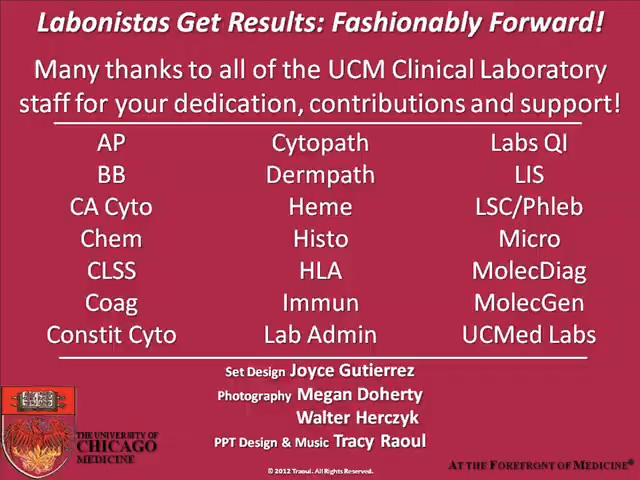 Labonistas Get Results: Fashionably Forward!
Many thanks to all of the UCM Clinical Laboratory
staff for your dedication, contributions and support!
AP Cytopath Labs QI
BB Dermpath LIS
CA Cyto Heme LSC/Phleb
Chem Histo Micro
CLSS HLA MolecDiag
Coag Immun MolecGen
Constit Cyto Lab Admin UCMed Labs
Set Design Joyce Gutierrez
Photography Megan Doherty
Walter Herczyk
PPT Design & Music Tracy Raoul
THE UNIVERSITY OF
CHICAGO
MEDICINE
© 2012 Traoul. All Rights Reserved.
AT THE FOREFRONT OF MEDICINE®